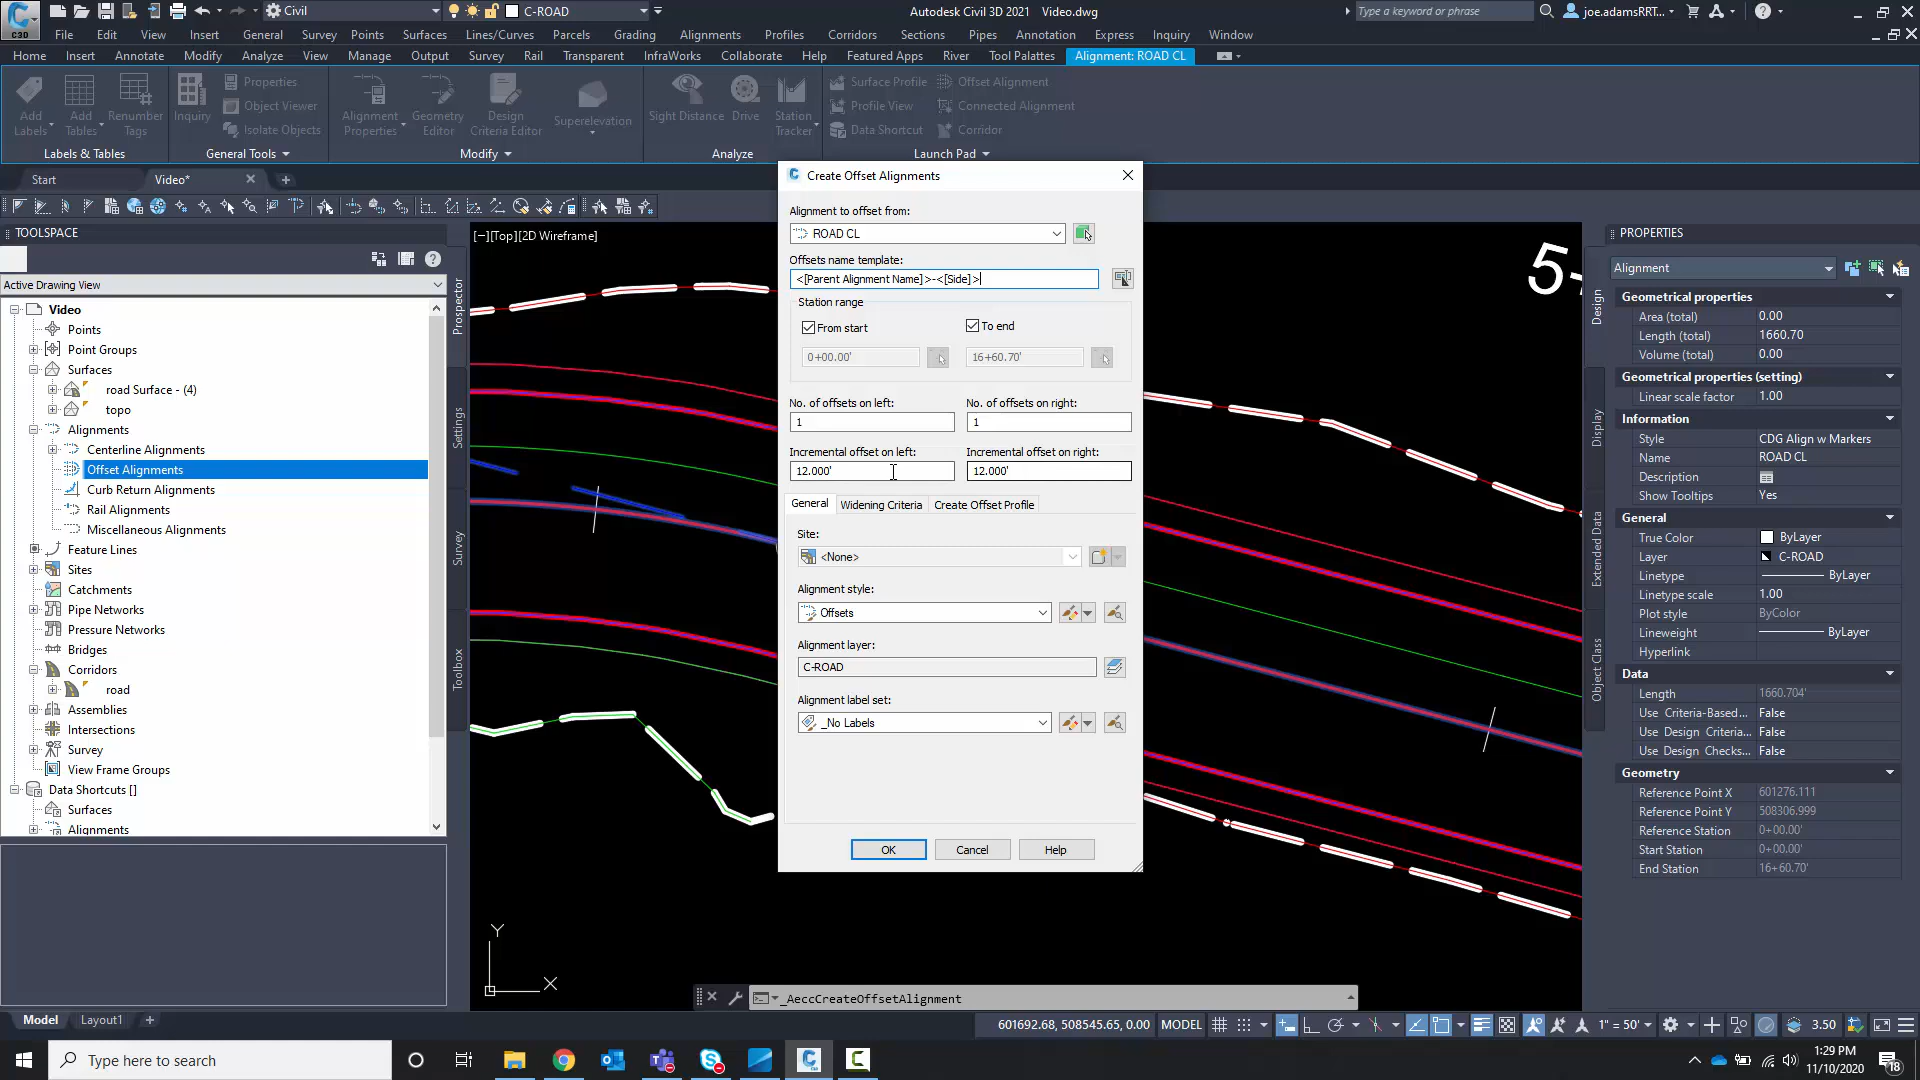 Civil
C-ROAD
Autodesk Civil 3D 2021 Video.dwg
Type a keyword or phrase
joe.adamsRRT...
C3D
File Edit View Insert General Survey Points Surfaces Lines/Curves Parcels Grading Alignments Profiles Corridors Sections Pipes Annotation Express Inquiry Window
Home Insert Annotate Modify Analyze View Manage Output Survey Rail Transparent InfraWorks Collaborate Help Featured Apps River Tool Palettes Alignment: ROAD CL
Add Labels
Add Tables
Renumber Tags
Inquiry
Properties
Object Viewer
Isolate Objects
Alignment Properties
Geometry Editor
Design Criteria Editor
Superelevation
Sight Distance
Drive
Station Tracker
Surface Profile
Profile View
Data Shortcut
Offset Alignment
Connected Alignment
Corridor
Labels & Tables General Tools Modify Analyze Launch Pad
Start
Video*
TOOLSPACE
Active Drawing View
Video
Points
Point Groups
Surfaces
road Surface - (4)
topo
Alignments
Centerline Alignments
Offset Alignments
Curb Return Alignments
Rail Alignments
Miscellaneous Alignments
Feature Lines
Sites
Catchments
Pipe Networks
Pressure Networks
Bridges
Corridors
road
Assemblies
Intersections
Survey
View Frame Groups
Data Shortcuts []
Surfaces
Alignments
Prospector
Settings
Survey
Toolbox
[−][Top][2D Wireframe]
5+
Y
X
Create Offset Alignments
Alignment to offset from:
ROAD CL
Offsets name template:
<[Parent Alignment Name]>-<[Side]>
Station range
From start
To end
0+00.00'
16+60.70'
No. of offsets on left:
No. of offsets on right:
1
1
Incremental offset on left:
Incremental offset on right:
12.000'
12.000'
General Widening Criteria Create Offset Profile
Site:
<None>
Alignment style:
Offsets
Alignment layer:
C-ROAD
Alignment label set:
_No Labels
OK Cancel Help
PROPERTIES
Alignment
Design
Display
Extended Data
Object Class
Geometrical properties
Area (total) 0.00
Length (total) 1660.70
Volume (total) 0.00
Geometrical properties (setting)
Linear scale factor 1.00
Information
Style CDG Align w Markers
Name ROAD CL
Description
Show Tooltips Yes
General
True Color ByLayer
Layer C-ROAD
Linetype ByLayer
Linetype scale 1.00
Plot style ByColor
Lineweight ByLayer
Hyperlink
Data
Length 1660.704'
Use Criteria-Based... False
Use Design Criteria... False
Use Design Checks... False
Geometry
Reference Point X 601276.111
Reference Point Y 508306.999
Reference Station 0+00.00'
Start Station 0+00.00'
End Station 16+60.70'
_AeccCreateOffsetAlignment
Model Layout1
601692.68, 508545.65, 0.00 MODEL
1" = 50'
3.50
Type here to search
1:29 PM
11/10/2020
18